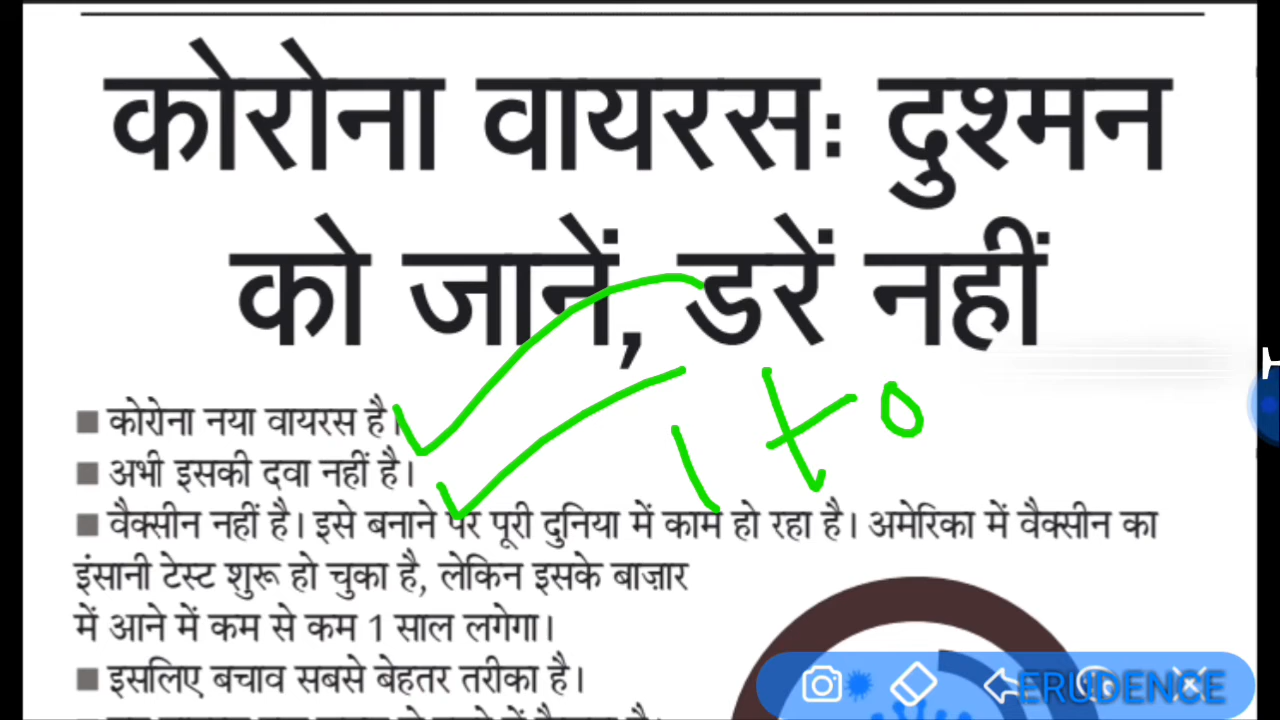 कोरोना वायरस: दुश्मन
को जानें, डरें नहीं
■ कोरोना नया वायरस है।
■ अभी इसकी दवा नहीं है।
■ वैक्सीन नहीं है। इसे बनाने पर पूरी दुनिया में काम हो रहा है। अमेरिका में वैक्सीन का
इंसानी टेस्ट शुरू हो चुका है, लेकिन इसके बाज़ार
में आने में कम से कम 1 साल लगेगा।
■ इसलिए बचाव सबसे बेहतर तरीका है।
ERUDENCE